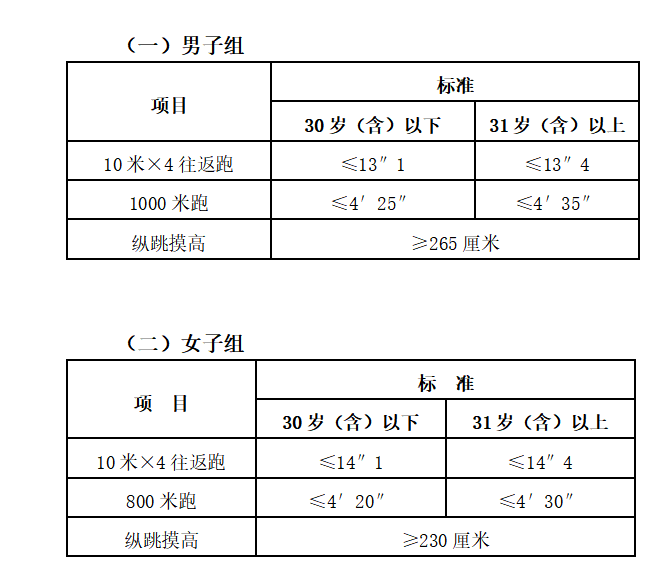 （一）男子组
项目 标准
30岁（含）以下 31岁（含）以上
10米×4往返跑 ≤13″1 ≤13″4
1000米跑 ≤4′25″ ≤4′35″
纵跳摸高 ≥265厘米
（二）女子组
项 目 标 准
30岁（含）以下 31岁（含）以上
10米×4往返跑 ≤14″1 ≤14″4
800米跑 ≤4′20″ ≤4′30″
纵跳摸高 ≥230厘米